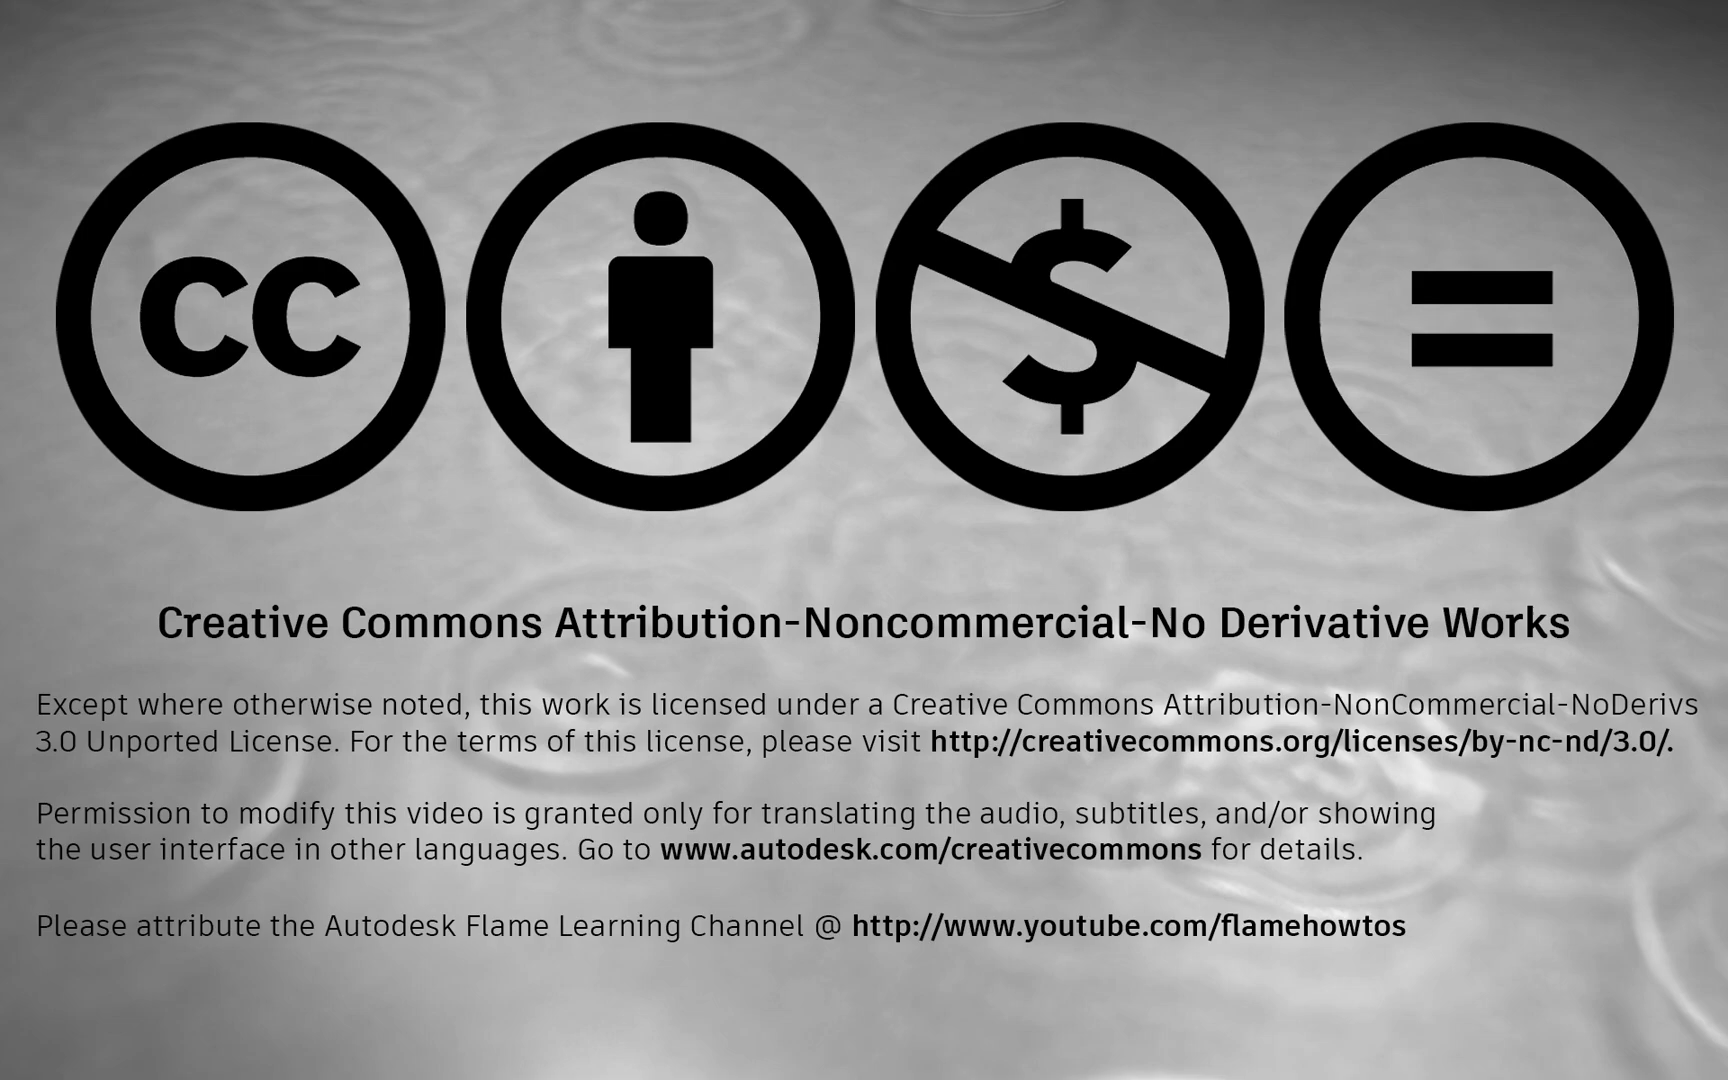 cc
$
=
Creative Commons Attribution-Noncommercial-No Derivative Works
Except where otherwise noted, this work is licensed under a Creative Commons Attribution-NonCommercial-NoDerivs
3.0 Unported License. For the terms of this license, please visit http://creativecommons.org/licenses/by-nc-nd/3.0/.
Permission to modify this video is granted only for translating the audio, subtitles, and/or showing
the user interface in other languages. Go to www.autodesk.com/creativecommons for details.
Please attribute the Autodesk Flame Learning Channel @ http://www.youtube.com/flamehowtos